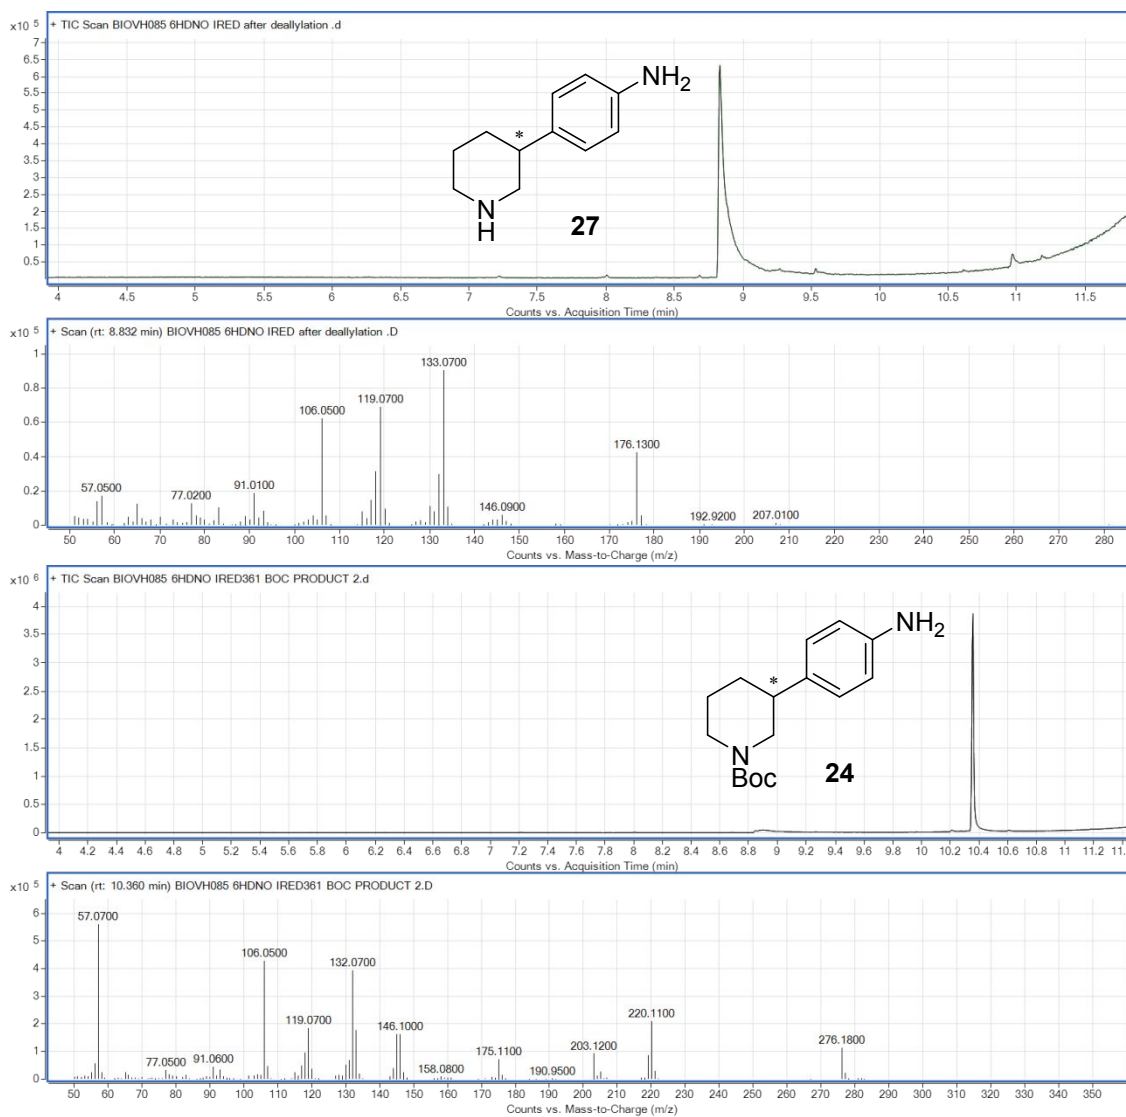 + TIC Scan BIOVH085 6HDNO IRED after deallylation .d
x10 5
7
6.5
6
5.5
5
4.5
4
3.5
3
2.5
2
1.5
1
0.5
NH2
*
N
H
27
4 4.5 5 5.5 6 6.5 7 7.5 8 8.5 9 9.5 10 10.5 11 11.5
Counts vs. Acquisition Time (min)
+ Scan (rt: 8.832 min) BIOVH085 6HDNO IRED after deallylation .D
x10 5
1
0.8
0.6
0.4
0.2
0
57.0500
77.0200
91.0100
106.0500
119.0700
133.0700
146.0900
176.1300
192.9200
207.0100
50 60 70 80 90 100 110 120 130 140 150 160 170 180 190 200 210 220 230 240 250 260 270 280
Counts vs. Mass-to-Charge (m/z)
+ TIC Scan BIOVH085 6HDNO IRED361 BOC PRODUCT 2.d
x10 6
4
3.5
3
2.5
2
1.5
1
0.5
0
NH2
*
N
Boc
24
4 4.2 4.4 4.6 4.8 5 5.2 5.4 5.6 5.8 6 6.2 6.4 6.6 6.8 7 7.2 7.4 7.6 7.8 8 8.2 8.4 8.6 8.8 9 9.2 9.4 9.6 9.8 10 10.2 10.4 10.6 10.8 11 11.2 11.4
Counts vs. Acquisition Time (min)
+ Scan (rt: 10.360 min) BIOVH085 6HDNO IRED361 BOC PRODUCT 2.D
x10 5
6
5
4
3
2
1
0
57.0700
77.0500
91.0600
106.0500
119.0700
132.0700
146.1000
158.0800
175.1100
190.9500
203.1200
220.1100
276.1800
50 60 70 80 90 100 110 120 130 140 150 160 170 180 190 200 210 220 230 240 250 260 270 280 290 300 310 320 330 340 350
Counts vs. Mass-to-Charge (m/z)